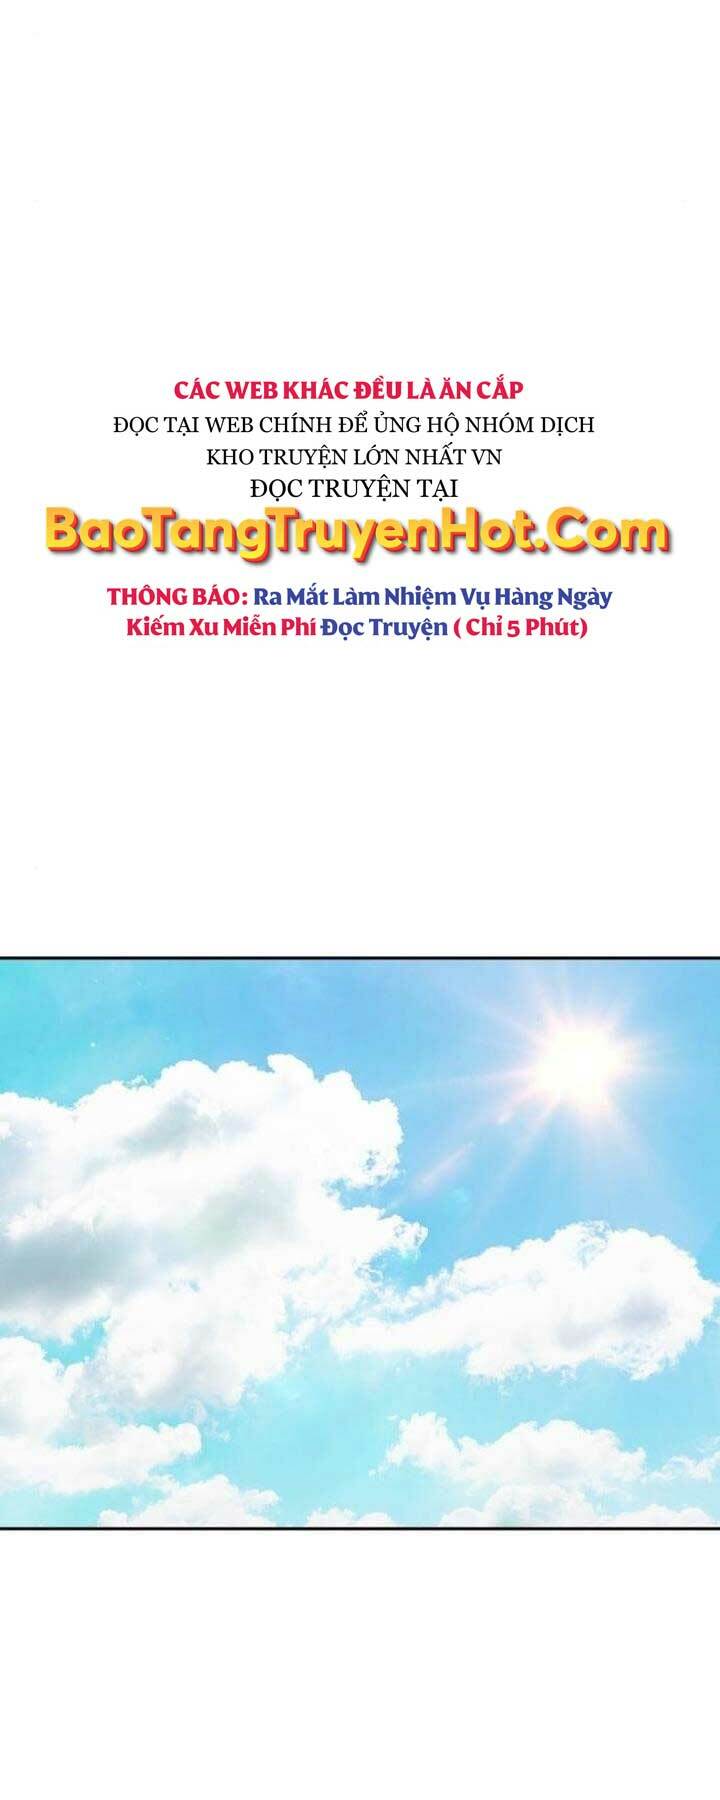 CÁC WEB KHÁC ĐỀU LÀ ĂN CẮP
ĐỌC TẠI WEB CHÍNH ĐỂ ỦNG HỘ NHÓM DỊCH
KHO TRUYỆN LỚN NHẤT VN
ĐỌC TRUYỆN TẠI
BaoTangTruyenHot.Com
THÔNG BÁO: Ra Mắt Làm Nhiệm Vụ Hàng Ngày
Kiếm Xu Miễn Phí Đọc Truyện ( Chỉ 5 Phút)